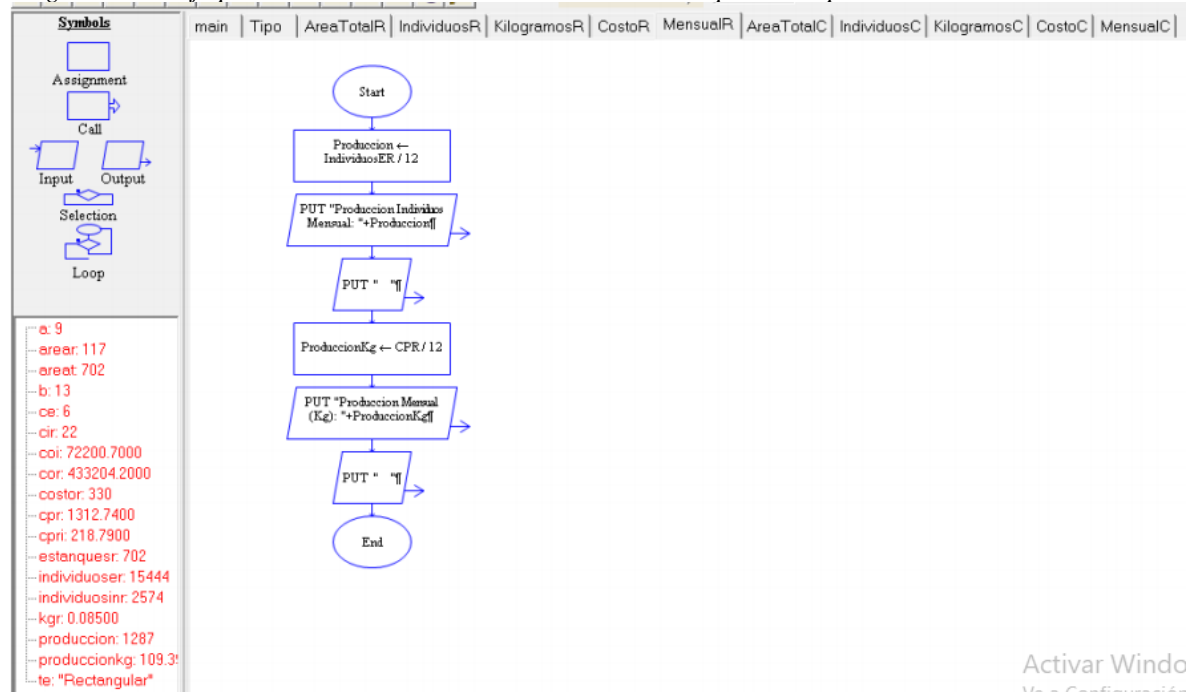 Symbols
Assignment
Call
Input Output
Selection
Loop
main Tipo AreaTotalR IndividuosR KilogramosR CostoR MensualR AreaTotalC IndividuosC KilogramosC CostoC MensualC
Start
Produccion ←
IndividuosER / 12
PUT "Produccion Individuos
Mensual: "+Produccion¶
PUT "   "¶
ProduccionKg ← CPR / 12
PUT "Produccion Mensual
(Kg): "+ProduccionKg¶
PUT "   "¶
End
a: 9
arear: 117
areat: 702
b: 13
ce: 6
cir: 22
coi: 72200.7000
cor: 433204.2000
costor: 330
cpr: 1312.7400
cpri: 218.7900
estanquesr: 702
individuoser: 15444
individuosinr: 2574
kgr: 0.08500
produccion: 1287
produccionkg: 109.3
te: "Rectangular"
Activar Windo